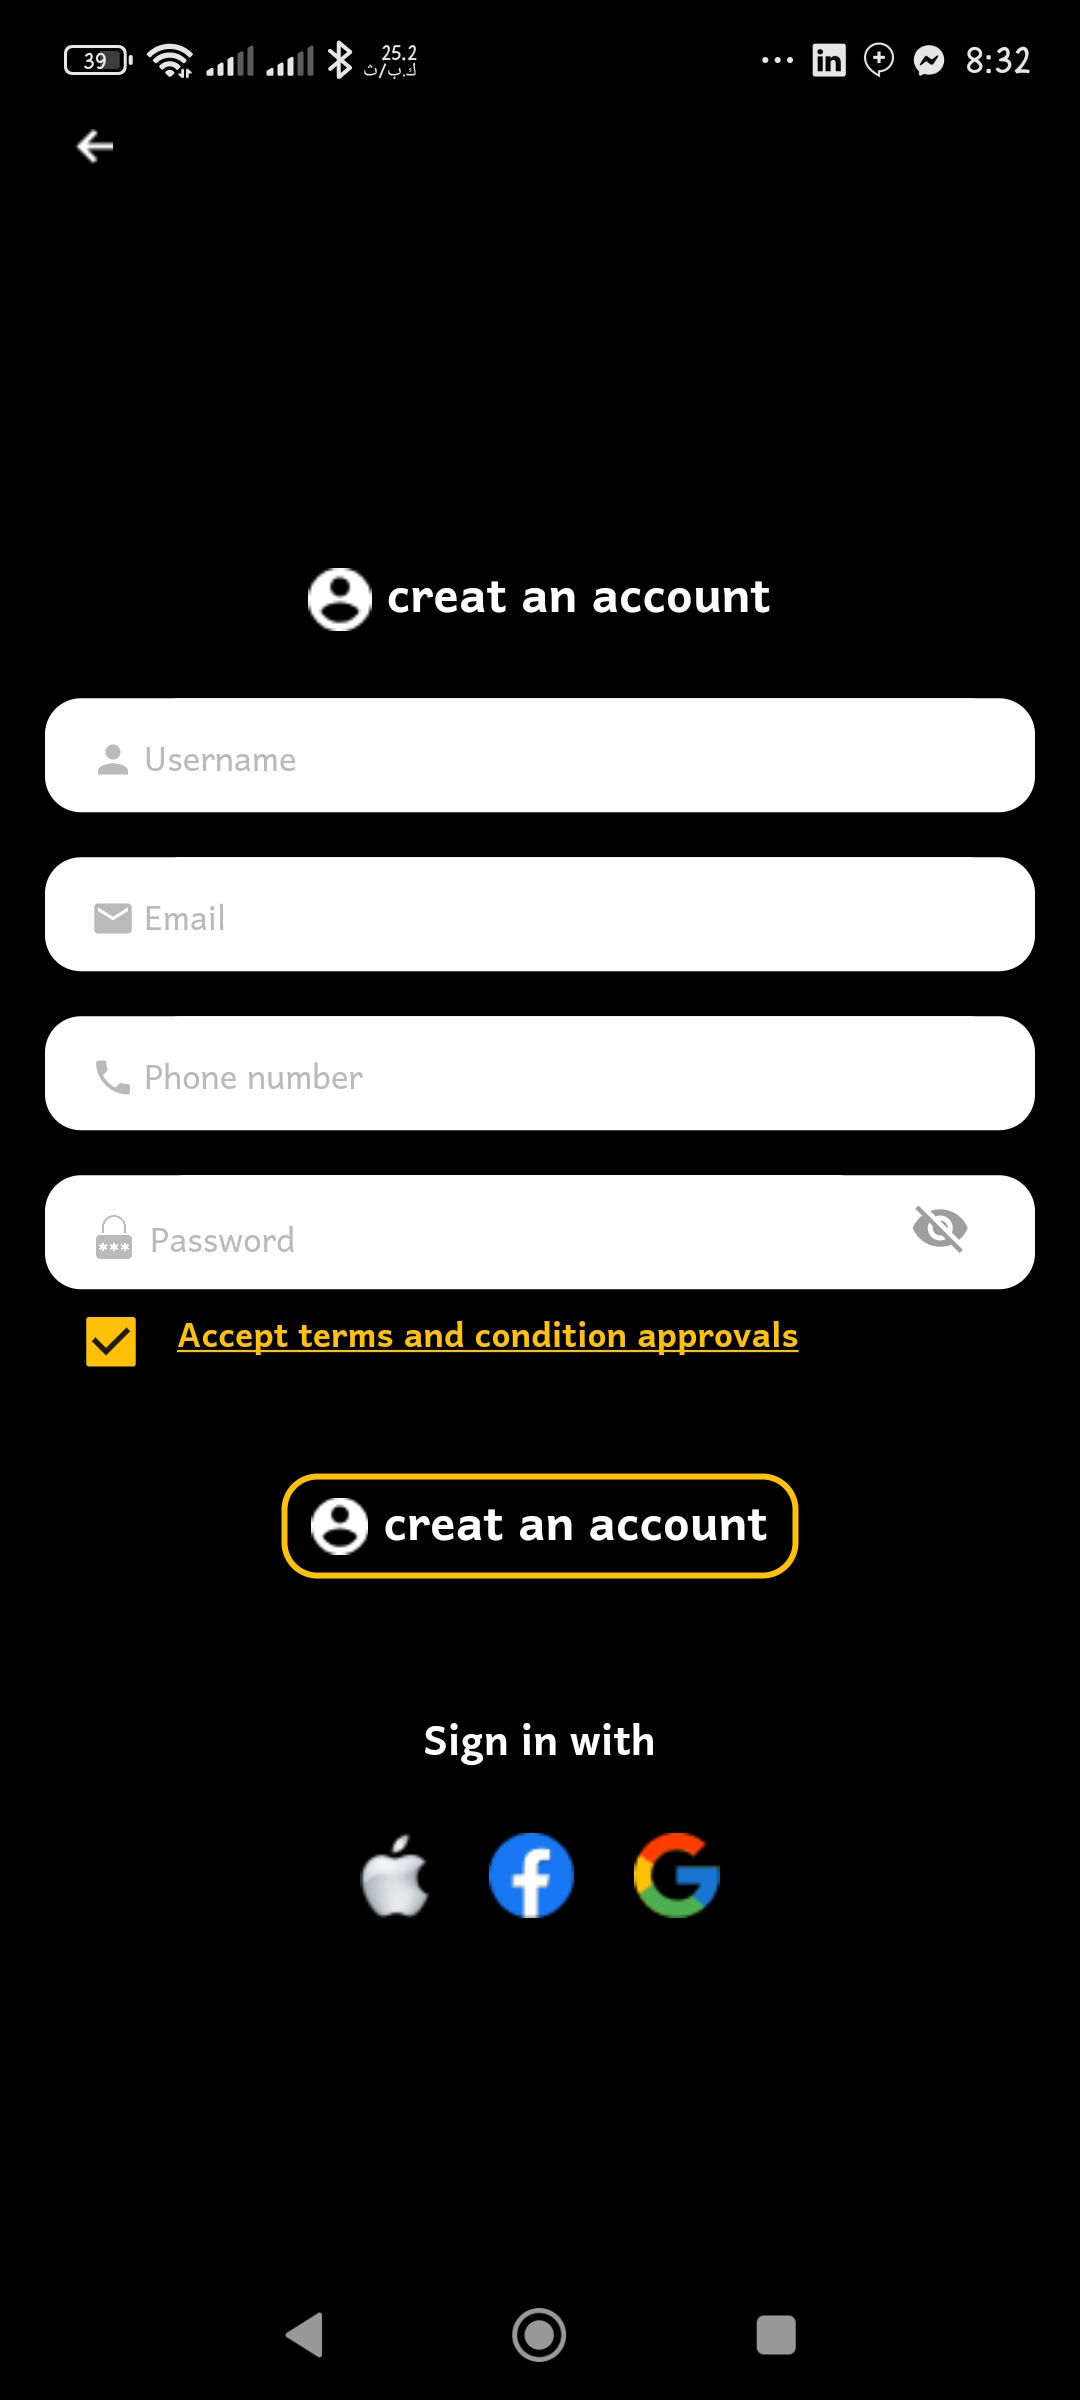 39 25.2 8:32
ك.ب/ث
creat an account
Username
Email
Phone number
Password
Accept terms and condition approvals
creat an account
Sign in with